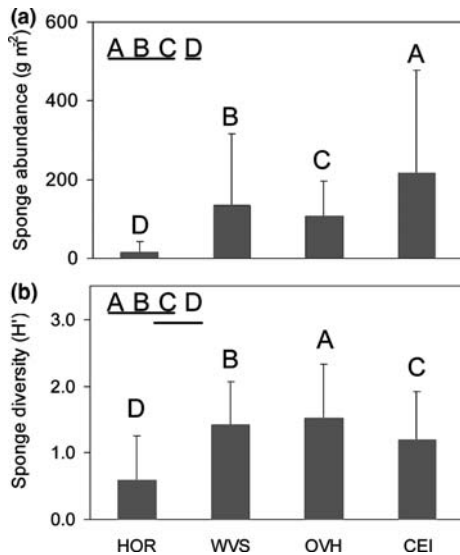 (a)
600
A B C D
A
Sponge abundance (g m²)
400
B
C
200
D
0
(b)
A B C D
3.0
Sponge diversity (H')
A
B
2.0
C
D
1.0
0.0
HOR WVS OVH CEI